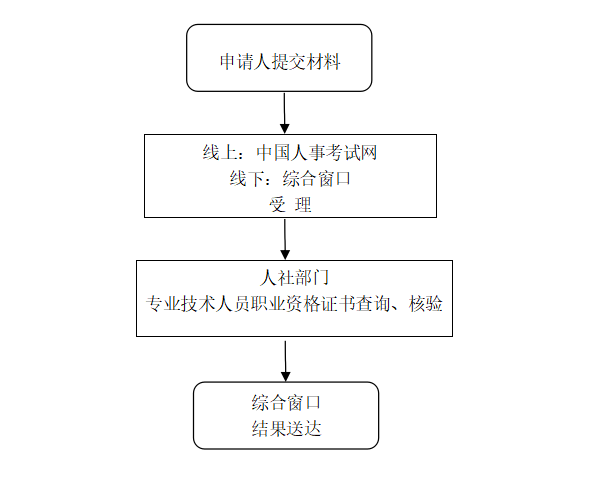 申请人提交材料
线上：中国人事考试网
线下：综合窗口
受 理
人社部门
专业技术人员职业资格证书查询、核验
综合窗口
结果送达